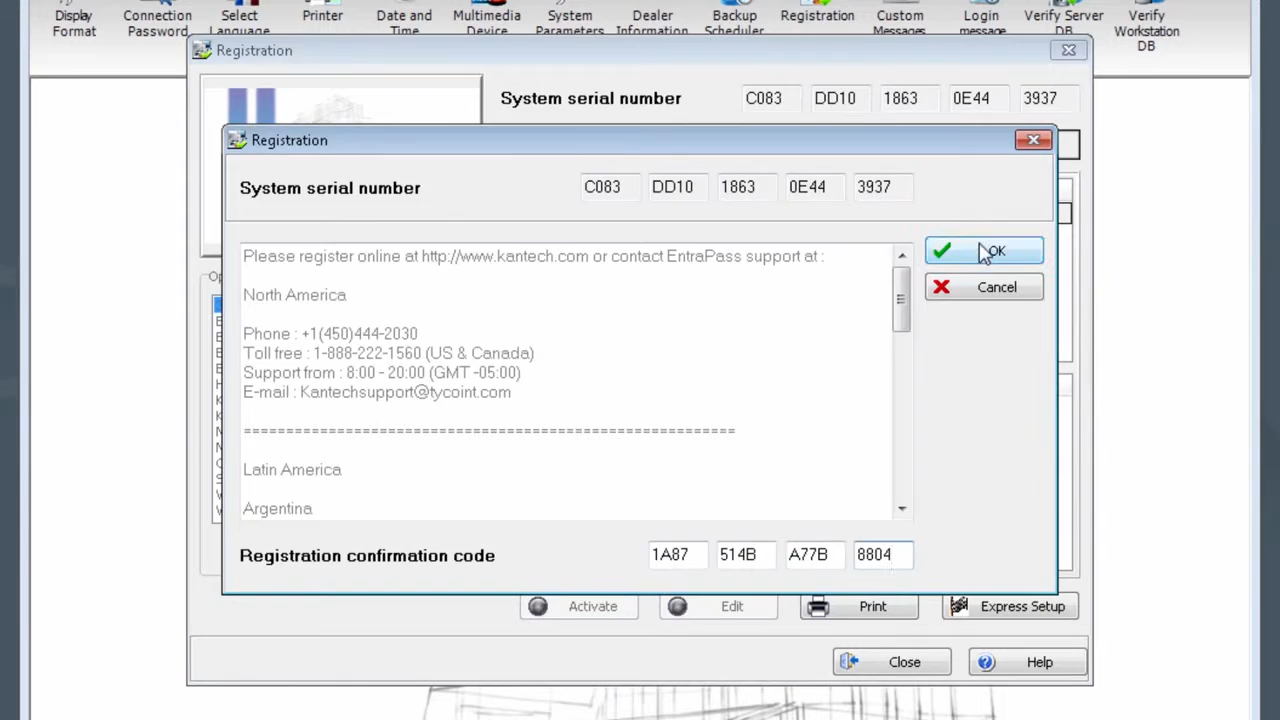 Display Format
Connection Password
Select Language
Printer
Date and Time
Multimedia Device
System Parameters
Dealer Information
Backup Scheduler
Registration
Custom Messages
Login message
Verify Server DB
Verify Workstation DB
Registration
System serial number C083 DD10 1863 0E44 3937
Registration
System serial number C083 DD10 1863 0E44 3937
Please register online at http://www.kantech.com or contact EntraPass support at :
North America
Phone : +1(450)444-2030
Toll free : 1-888-222-1560 (US & Canada)
Support from : 8:00 - 20:00 (GMT -05:00)
E-mail : Kantechsupport@tycoint.com
==========================================================
Latin America
Argentina
OK
Cancel
Registration confirmation code 1A87 514B A77B 8804
Activate
Edit
Print
Express Setup
Close
Help